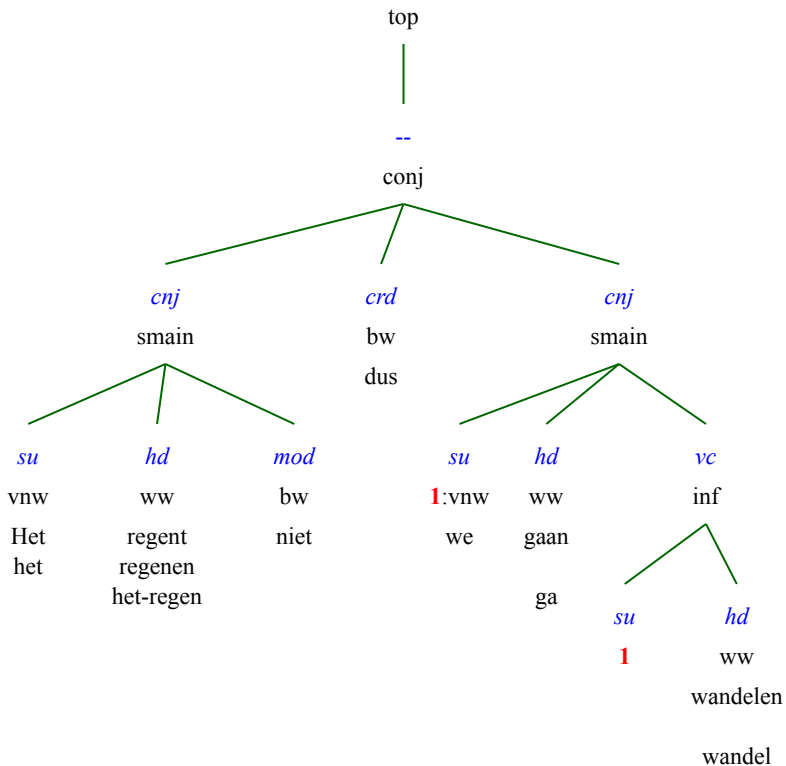 top
--
conj
cnj crd cnj
smain bw smain
dus
su hd mod su hd vc
vnw ww bw 1:vnw ww inf
Het regent niet we gaan
het regenen
het-regen ga
su hd
1 ww
wandelen
wandel